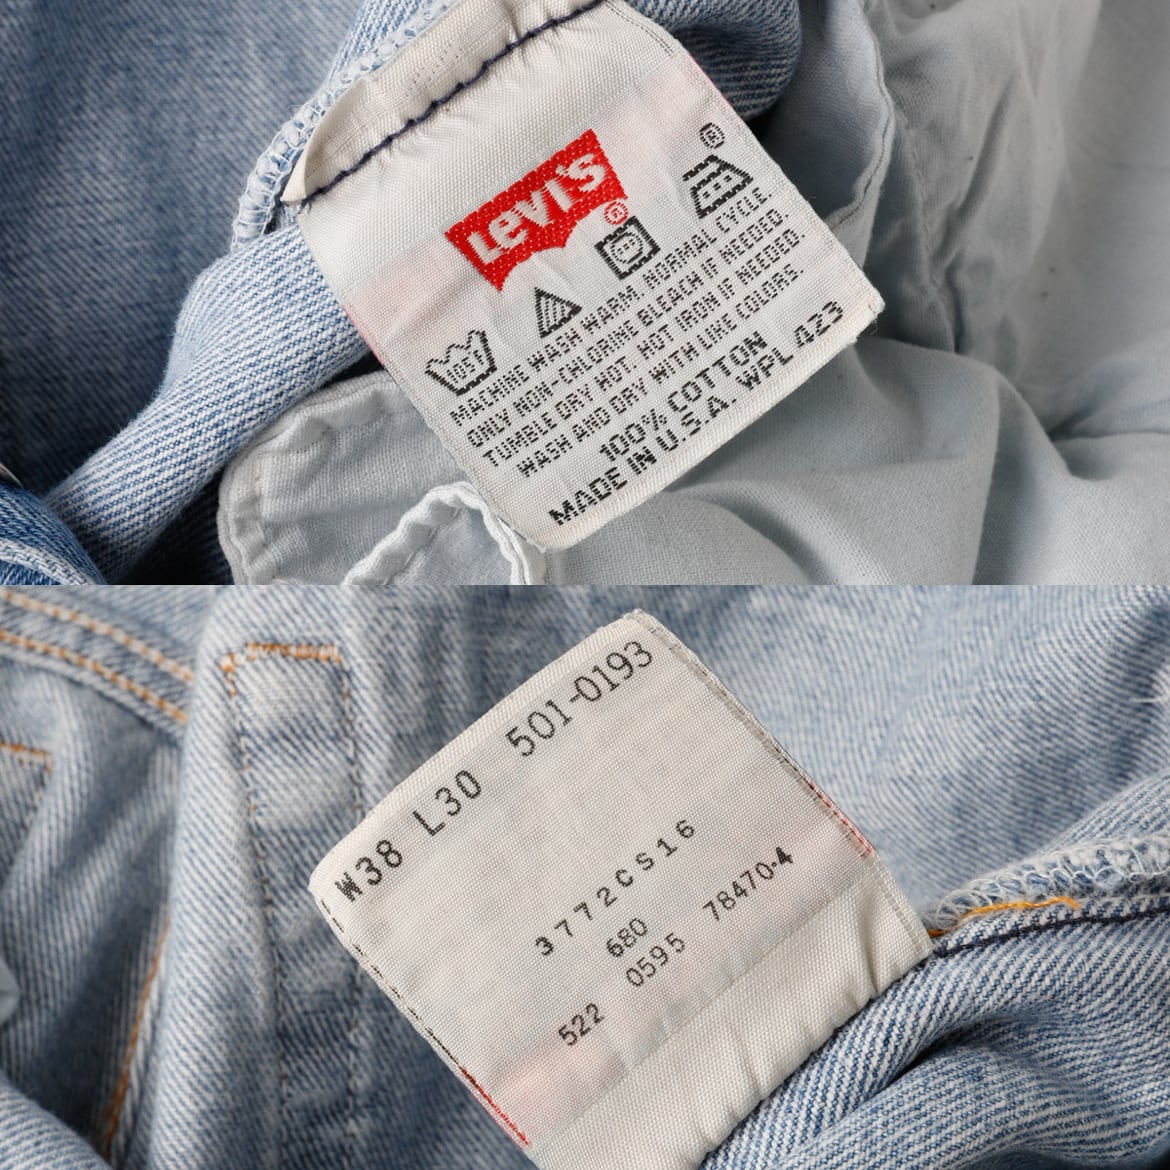 Levi's ®
®
105F
MACHINE WASH WARM. NORMAL CYCLE.
ONLY NON-CHLORINE BLEACH IF NEEDED.
TUMBLE DRY HOT. HOT IRON IF NEEDED.
WASH AND DRY WITH LIKE COLORS.
100% COTTON
MADE IN U.S.A. WPL 423
W38 L30 501-0193
3772CS16
680 78470-4
522 0595